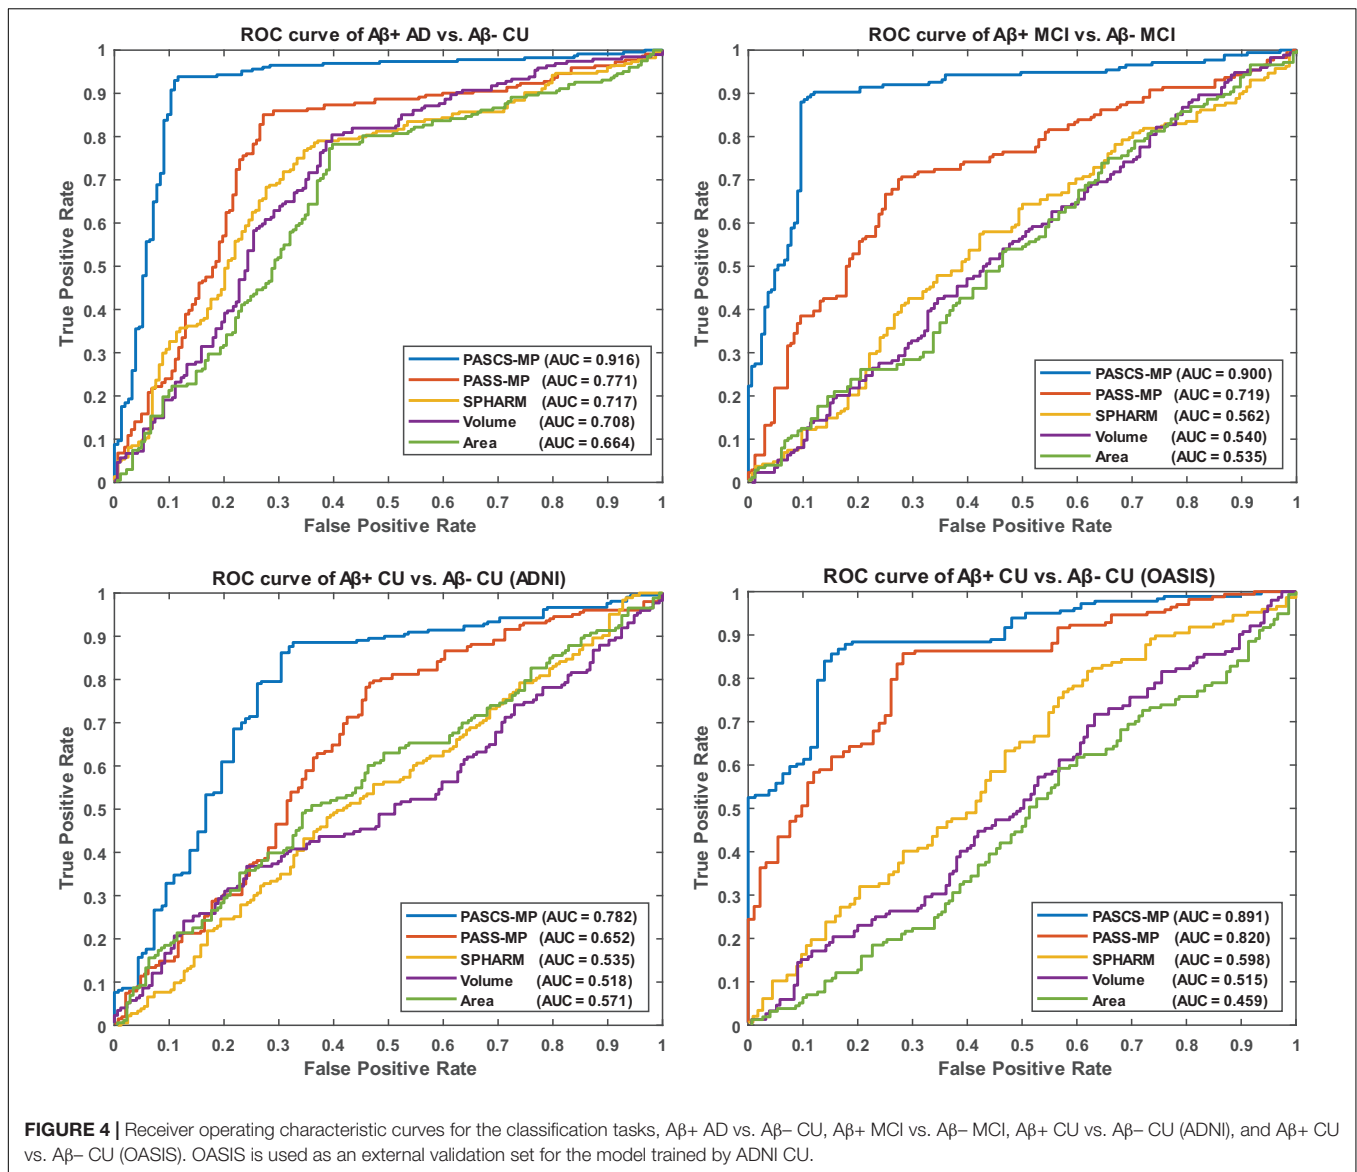 ROC curve of Aβ+ AD vs. Aβ- CU
1
0.9
0.8
0.7
0.6
0.5
0.4
0.3
0.2
0.1
0
True Positive Rate
PASCS-MP (AUC = 0.916)
PASS-MP (AUC = 0.771)
SPHARM (AUC = 0.717)
Volume (AUC = 0.708)
Area (AUC = 0.664)
0 0.1 0.2 0.3 0.4 0.5 0.6 0.7 0.8 0.9 1
False Positive Rate
ROC curve of Aβ+ MCI vs. Aβ- MCI
1
0.9
0.8
0.7
0.6
0.5
0.4
0.3
0.2
0.1
0
True Positive Rate
PASCS-MP (AUC = 0.900)
PASS-MP (AUC = 0.719)
SPHARM (AUC = 0.562)
Volume (AUC = 0.540)
Area (AUC = 0.535)
0 0.1 0.2 0.3 0.4 0.5 0.6 0.7 0.8 0.9 1
False Positive Rate
ROC curve of Aβ+ CU vs. Aβ- CU (ADNI)
1
0.9
0.8
0.7
0.6
0.5
0.4
0.3
0.2
0.1
0
True Positive Rate
PASCS-MP (AUC = 0.782)
PASS-MP (AUC = 0.652)
SPHARM (AUC = 0.535)
Volume (AUC = 0.518)
Area (AUC = 0.571)
0 0.1 0.2 0.3 0.4 0.5 0.6 0.7 0.8 0.9 1
False Positive Rate
ROC curve of Aβ+ CU vs. Aβ- CU (OASIS)
1
0.9
0.8
0.7
0.6
0.5
0.4
0.3
0.2
0.1
0
True Positive Rate
PASCS-MP (AUC = 0.891)
PASS-MP (AUC = 0.820)
SPHARM (AUC = 0.598)
Volume (AUC = 0.515)
Area (AUC = 0.459)
0 0.1 0.2 0.3 0.4 0.5 0.6 0.7 0.8 0.9 1
False Positive Rate
FIGURE 4 | Receiver operating characteristic curves for the classification tasks, Aβ+ AD vs. Aβ− CU, Aβ+ MCI vs. Aβ− MCI, Aβ+ CU vs. Aβ− CU (ADNI), and Aβ+ CU
vs. Aβ− CU (OASIS). OASIS is used as an external validation set for the model trained by ADNI CU.